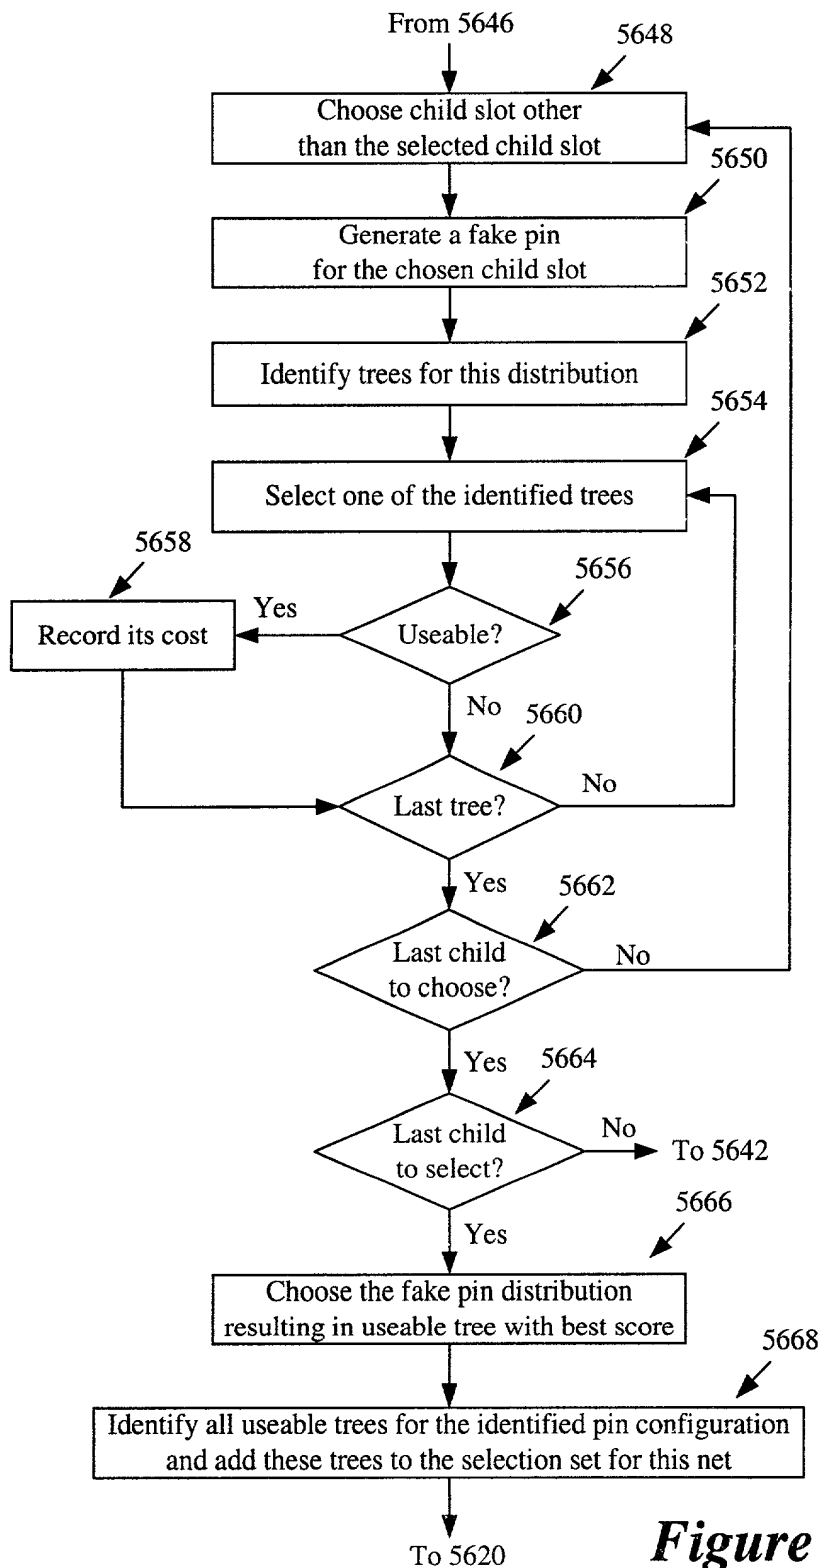 From 5646
5648
Choose child slot other
than the selected child slot
5650
Generate a fake pin
for the chosen child slot
5652
Identify trees for this distribution
5654
Select one of the identified trees
5658
5656
Record its cost
Yes
Useable?
No
5660
Last tree?
No
Yes
5662
Last child
to choose?
No
Yes
5664
Last child
to select?
No
To 5642
5666
Yes
Choose the fake pin distribution
resulting in useable tree with best score
5668
Identify all useable trees for the identified pin configuration
and add these trees to the selection set for this net
To 5620
Figure